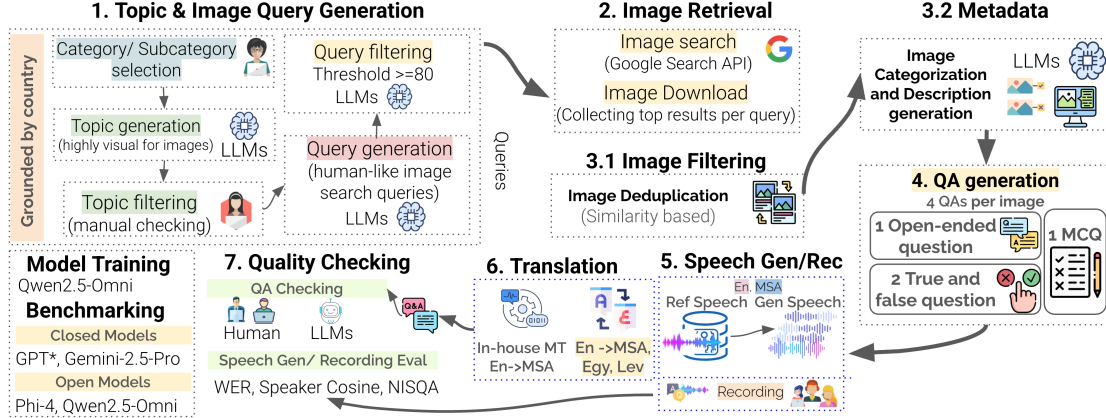 1. Topic & Image Query Generation
Grounded by country
Category/ Subcategory
selection
Topic generation
(highly visual for images)
LLMs
Topic filtering
(manual checking)
Query filtering
Threshold >=80
LLMs
Query generation
(human-like image
search queries)
LLMs
Queries
2. Image Retrieval
Image search
(Google Search API)
Image Download
(Collecting top results per query)
3.1 Image Filtering
Image Deduplication
(Similarity based)
3.2 Metadata
Image
Categorization
and Description
generation
LLMs
4. QA generation
4 QAs per image
1 Open-ended
question
2 True and
false question
1 MCQ
5. Speech Gen/Rec
En, MSA
Ref Speech
Gen Speech
Recording
6. Translation
In-house MT
En->MSA
En ->MSA,
Egy, Lev
7. Quality Checking
QA Checking
Human
LLMs
Q&A
Speech Gen/ Recording Eval
WER, Speaker Cosine, NISQA
Model Training
Qwen2.5-Omni
Benchmarking
Closed Models
GPT*, Gemini-2.5-Pro
Open Models
Phi-4, Qwen2.5-Omni